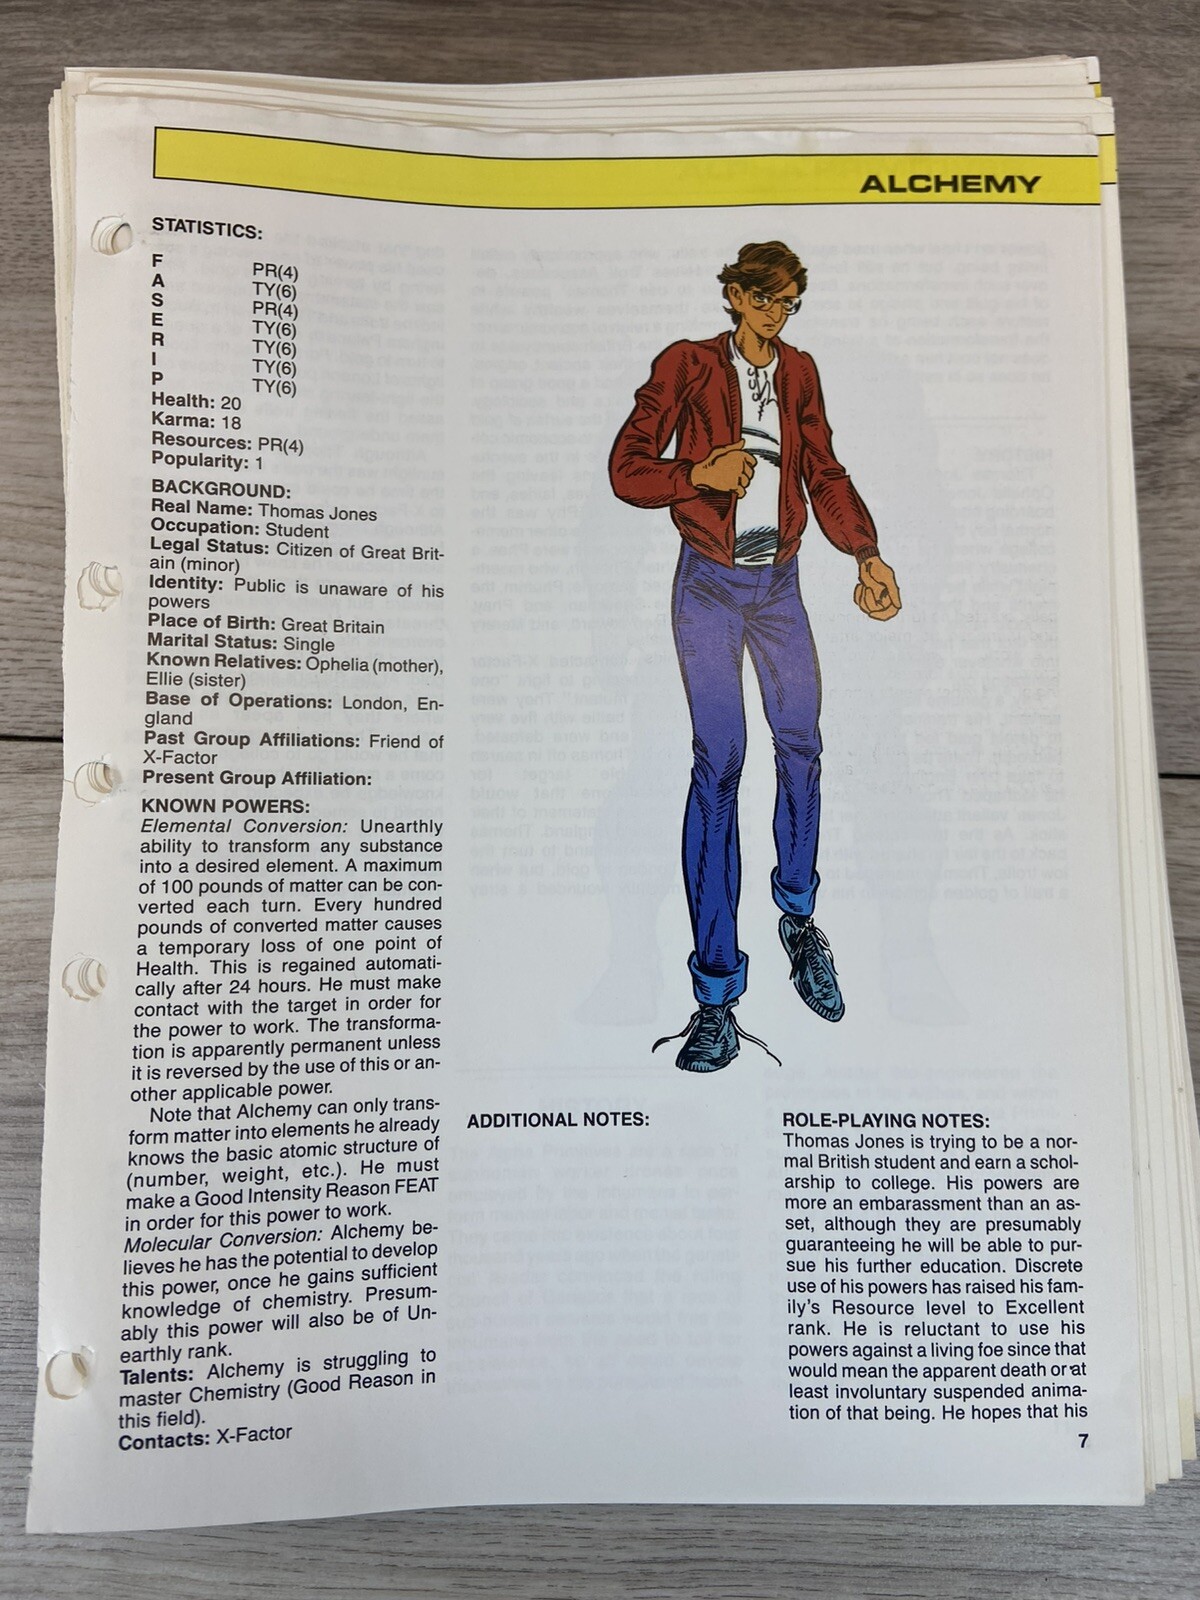 ALCHEMY
STATISTICS:
F PR(4)
A TY(6)
S PR(4)
E TY(6)
R TY(6)
I TY(6)
P TY(6)
Health: 20
Karma: 18
Resources: PR(4)
Popularity: 1
BACKGROUND:
Real Name: Thomas Jones
Occupation: Student
Legal Status: Citizen of Great Brit-
ain (minor)
Identity: Public is unaware of his
powers
Place of Birth: Great Britain
Marital Status: Single
Known Relatives: Ophelia (mother),
Ellie (sister)
Base of Operations: London, En-
gland
Past Group Affiliations: Friend of
X-Factor
Present Group Affiliation:
KNOWN POWERS:
Elemental Conversion: Unearthly
ability to transform any substance
into a desired element. A maximum
of 100 pounds of matter can be con-
verted each turn. Every hundred
pounds of converted matter causes
a temporary loss of one point of
Health. This is regained automati-
cally after 24 hours. He must make
contact with the target in order for
the power to work. The transforma-
tion is apparently permanent unless
it is reversed by the use of this or an-
other applicable power.
Note that Alchemy can only trans-
form matter into elements he already
knows the basic atomic structure of
(number, weight, etc.). He must
make a Good Intensity Reason FEAT
in order for this power to work.
Molecular Conversion: Alchemy be-
lieves he has the potential to develop
this power, once he gains sufficient
knowledge of chemistry. Presum-
ably this power will also be of Un-
earthly rank.
Talents: Alchemy is struggling to
master Chemistry (Good Reason in
this field).
Contacts: X-Factor
ADDITIONAL NOTES:
ROLE-PLAYING NOTES:
Thomas Jones is trying to be a nor-
mal British student and earn a schol-
arship to college. His powers are
more an embarassment than an as-
set, although they are presumably
guaranteeing he will be able to pur-
sue his further education. Discrete
use of his powers has raised his fam-
ily's Resource level to Excellent
rank. He is reluctant to use his
powers against a living foe since that
would mean the apparent death or at
least involuntary suspended anima-
tion of that being. He hopes that his
7